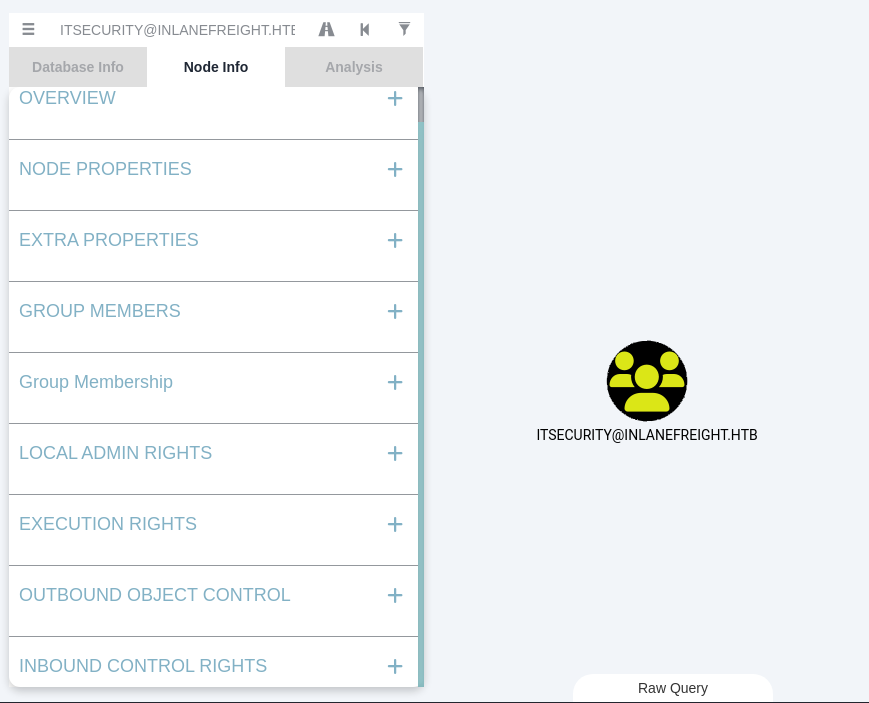 ITSECURITY@INLANEFREIGHT.HTB
Database Info
Node Info
Analysis
OVERVIEW
NODE PROPERTIES
EXTRA PROPERTIES
GROUP MEMBERS
Group Membership
LOCAL ADMIN RIGHTS
EXECUTION RIGHTS
OUTBOUND OBJECT CONTROL
INBOUND CONTROL RIGHTS
ITSECURITY@INLANEFREIGHT.HTB
Raw Query